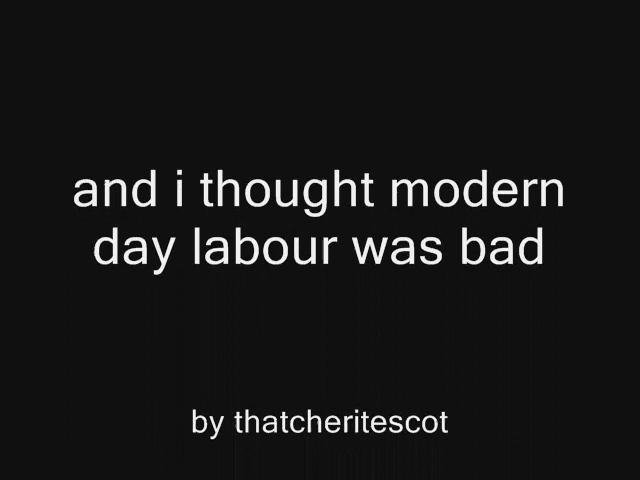 and i thought modern
day labour was bad
by thatcheritescot